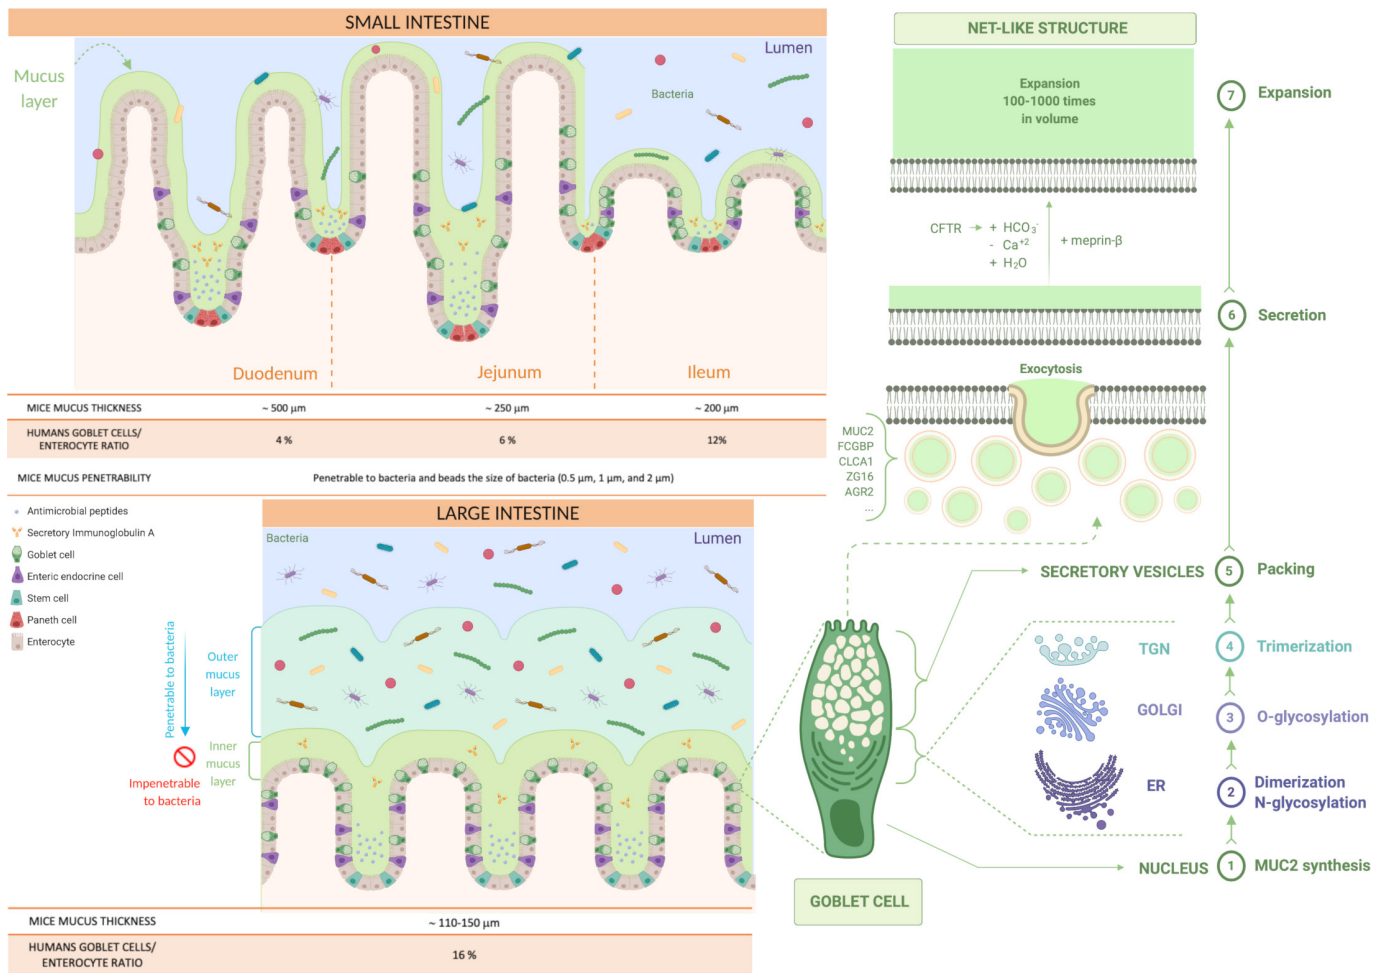 SMALL INTESTINE
Mucus
layer
Lumen
Bacteria
Duodenum
Jejunum
Ileum
MICE MUCUS THICKNESS
~ 500 µm
~ 250 µm
~ 200 µm
HUMANS GOBLET CELLS/
ENTEROCYTE RATIO
4 %
6 %
12%
MICE MUCUS PENETRABILITY
Penetrable to bacteria and beads the size of bacteria (0.5 µm, 1 µm, and 2 µm)
Antimicrobial peptides
Secretory Immunoglobulin A
Goblet cell
Enteric endocrine cell
Stem cell
Paneth cell
Enterocyte
LARGE INTESTINE
Bacteria
Lumen
Penetrable to bacteria
Outer
mucus
layer
Inner
mucus
layer
Impenetrable
to bacteria
MICE MUCUS THICKNESS
~ 110-150 µm
HUMANS GOBLET CELLS/
ENTEROCYTE RATIO
16 %
NET-LIKE STRUCTURE
Expansion
100-1000 times
in volume
7 Expansion
CFTR + HCO3-
- Ca+2
+ H2O
+ meprin-β
6 Secretion
Exocytosis
MUC2
FCGBP
CLCA1
ZG16
AGR2
...
SECRETORY VESICLES 5 Packing
TGN 4 Trimerization
GOLGI 3 O-glycosylation
ER 2 Dimerization
N-glycosylation
NUCLEUS 1 MUC2 synthesis
GOBLET CELL